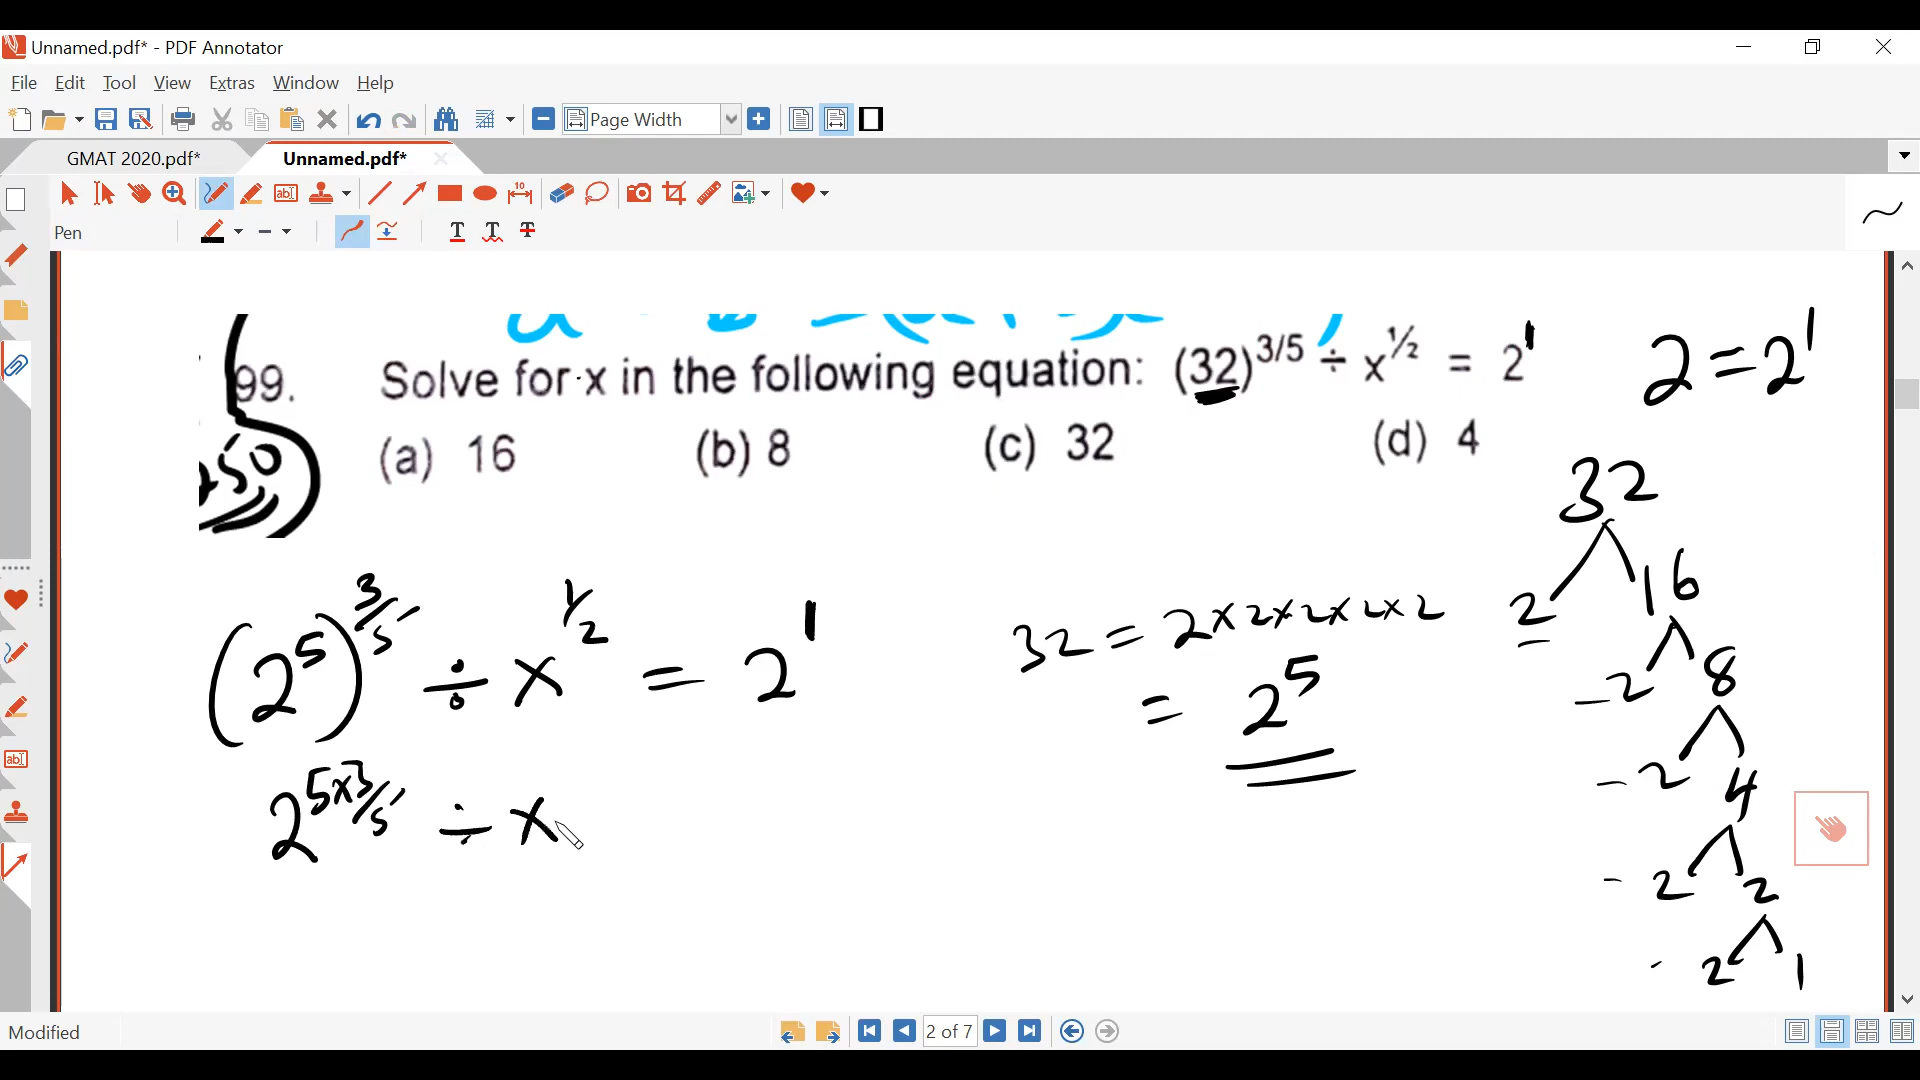 Unnamed.pdf* - PDF Annotator
File Edit Tool View Extras Window Help
Page Width
GMAT 2020.pdf* Unnamed.pdf*
Pen
99. Solve for x in the following equation: (32)^3/5 ÷ x^½ = 2^1
(a) 16 (b) 8 (c) 32 (d) 4
2 = 2^1
(2^5)^3/5 ÷ x^1/2 = 2^1
2^5×3/5 ÷ x
32 = 2×2×2×2×2
= 2^5
32
2 16
2 8
2 4
2 2
2 1
Modified
2 of 7